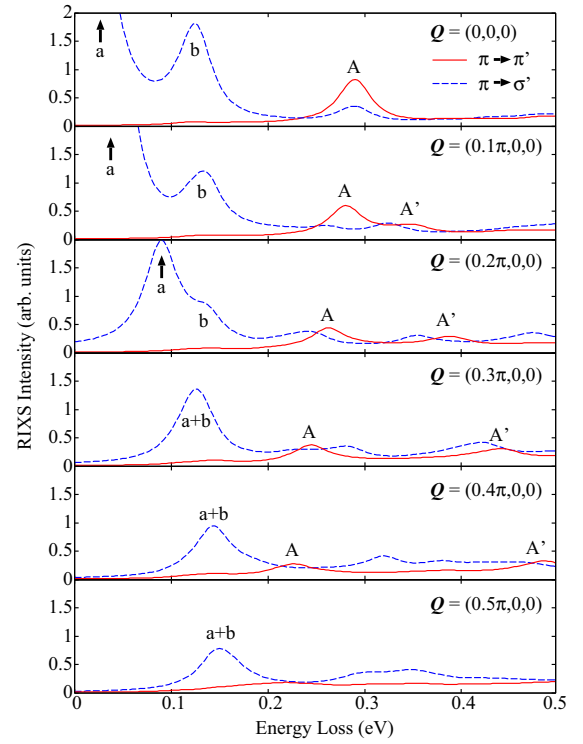 2
1.5
1
0.5
0
a
b
A
Q = (0,0,0)
π → π’
π → σ’
1.5
1
0.5
0
a
b
A
A’
Q = (0.1π,0,0)
1.5
1
0.5
0
a
b
A
A’
Q = (0.2π,0,0)
1.5
1
0.5
0
a+b
A
A’
Q = (0.3π,0,0)
1.5
1
0.5
0
a+b
A
A’
Q = (0.4π,0,0)
1.5
1
0.5
0
a+b
Q = (0.5π,0,0)
0 0.1 0.2 0.3 0.4 0.5
Energy Loss (eV)
RIXS Intensity (arb. units)